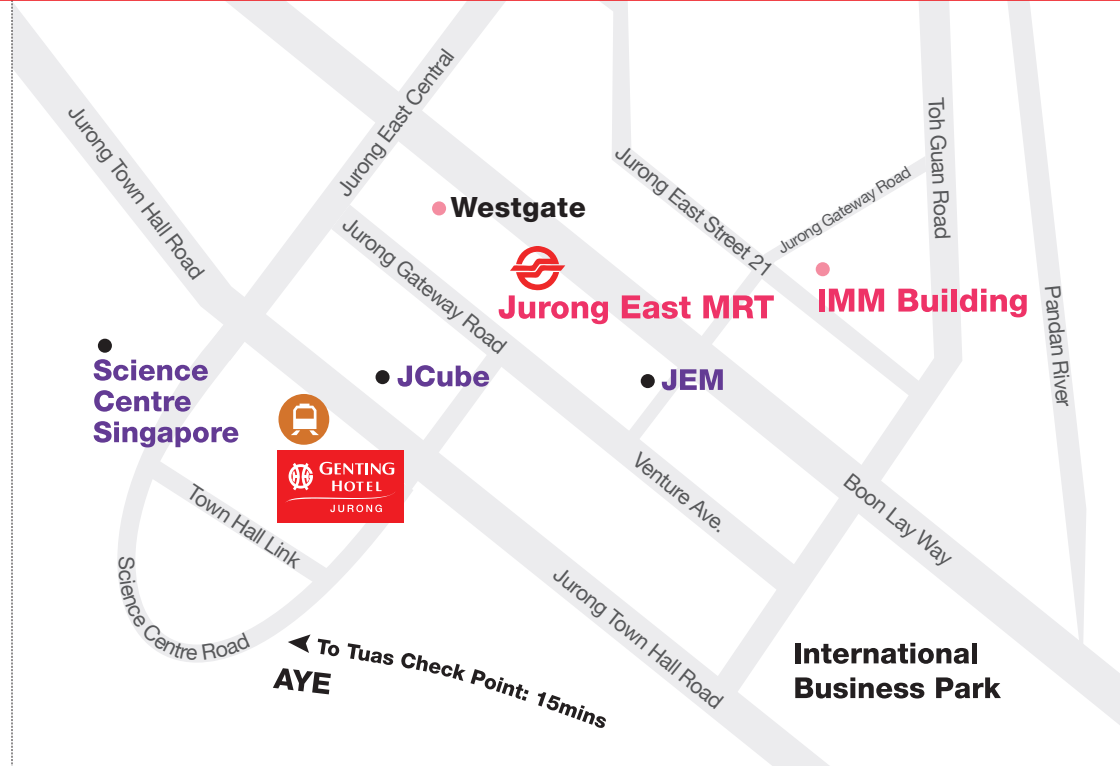 Jurong East Central
Jurong Town Hall Road
Toh Guan Road
Jurong East Street 21
Jurong Gateway Road
Westgate
Jurong Gateway Road
Jurong East MRT
IMM Building
Pandan River
Science
Centre
Singapore
JCube
JEM
GENTING
HOTEL
JURONG
Venture Ave.
Boon Lay Way
Town Hall Link
Science Centre Road
Jurong Town Hall Road
To Tuas Check Point: 15mins
AYE
International
Business Park